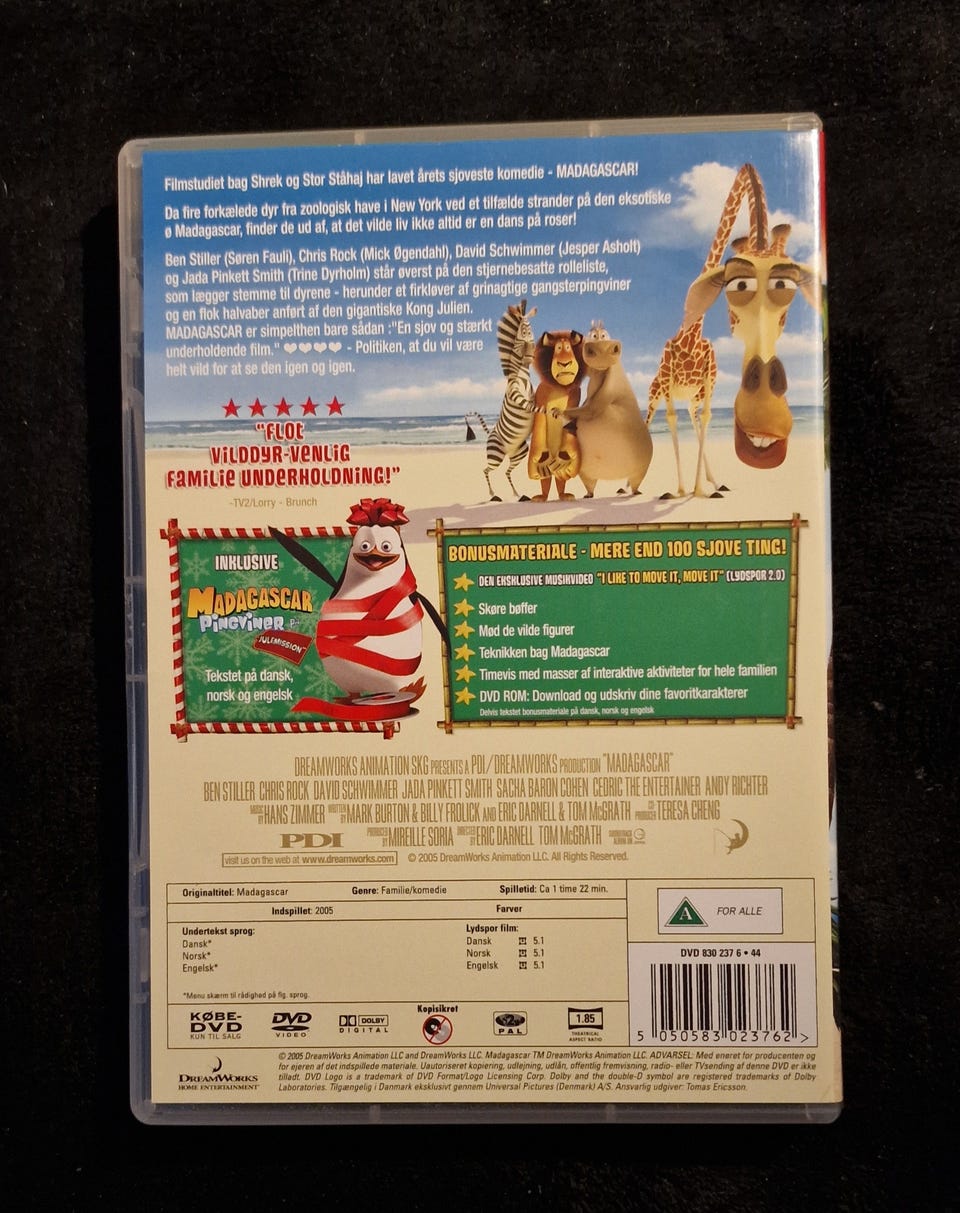 Filmstudiet bag Shrek og Stor Ståhaj har lavet årets sjoveste komedie - MADAGASCAR!
Da fire forkælede dyr fra zoologisk have i New York ved et tilfælde strander på den eksotiske
ø Madagascar, finder de ud af, at det vilde liv ikke altid er en dans på roser!
Ben Stiller (Søren Fauli), Chris Rock (Mick Øgendahl), David Schwimmer (Jesper Asholt)
og Jada Pinkett Smith (Trine Dyrholm) står øverst på den stjernebesatte rolleliste,
som lægger stemme til dyrene - herunder et firkløver af grinagtige gangsterpingviner
og en flok halvaber anført af den gigantiske Kong Julien.
MADAGASCAR er simpelthen bare sådan :"En sjov og stærkt
underholdende film." ❤❤❤❤ - Politiken, at du vil være
helt vild for at se den igen og igen.
★★★★★
"FLOT
VILDDYR-VENLIG
FAMILIE UNDERHOLDNING!"
-TV2/Lorry - Brunch
INKLUSIVE
MADAGASCAR
PINGVINER På
JULEMISSION
Tekstet på dansk,
norsk og engelsk
BONUSMATERIALE - MERE END 100 SJOVE TING!
DEN EKSKLUSIVE MUSIKVIDEO "I LIKE TO MOVE IT, MOVE IT" (LYDSPOR 2.0)
Skøre bøffer
Mød de vilde figurer
Teknikken bag Madagascar
Timevis med masser af interaktive aktiviteter for hele familien
DVD ROM: Download og udskriv dine favoritkarakterer
Delvis tekstet bonusmateriale på dansk, norsk og engelsk
DREAMWORKS ANIMATION SKG PRESENTS A PDI/DREAMWORKS PRODUCTION "MADAGASCAR"
BEN STILLER CHRIS ROCK DAVID SCHWIMMER JADA PINKETT SMITH SACHA BARON COHEN CEDRIC THE ENTERTAINER ANDY RICHTER
MUSIC BY HANS ZIMMER WRITTEN BY MARK BURTON & BILLY FROLICK AND ERIC DARNELL & TOM McGRATH CO-PRODUCER TERESA CHENG
PDI PRODUCED BY MIREILLE SORIA DIRECTED BY ERIC DARNELL TOM McGRATH SOUNDTRACK ALBUM ON
visit us on the web at www.dreamworks.com © 2005 DreamWorks Animation LLC. All Rights Reserved.
Originaltitel: Madagascar Genre: Familie/komedie Spilletid: Ca 1 time 22 min.
Indspillet: 2005 Farver
Undertekst sprog:
Dansk*
Norsk*
Engelsk*
Lydspor film:
Dansk 5.1
Norsk 5.1
Engelsk 5.1
*Menu skærm til rådighed på flg. sprog.
A FOR ALLE
DVD 830 237 6 • 44
5 050583 023762 >
KØBE-
DVD
KUN TIL SALG
DVD
VIDEO
DOLBY
DIGITAL
Kopisikret
PAL
1.85
THEATRICAL
ASPECT RATIO
DREAMWORKS
HOME ENTERTAINMENT
© 2005 DreamWorks Animation LLC and DreamWorks LLC. Madagascar TM DreamWorks Animation LLC. ADVARSEL: Med eneret for producenten og
for ejeren af det indspillede materiale. Uautoriseret kopiering, udlejning, udlån, offentlig fremvisning, radio- eller TVsending af denne DVD er ikke
tilladt. DVD Logo is a trademark of DVD Format/Logo Licensing Corp. Dolby and the double-D symbol are registered trademarks of Dolby
Laboratories. Tilgængelig i Danmark eksklusivt gennem Universal Pictures (Denmark) A/S. Ansvarlig udgiver: Tomas Ericsson.